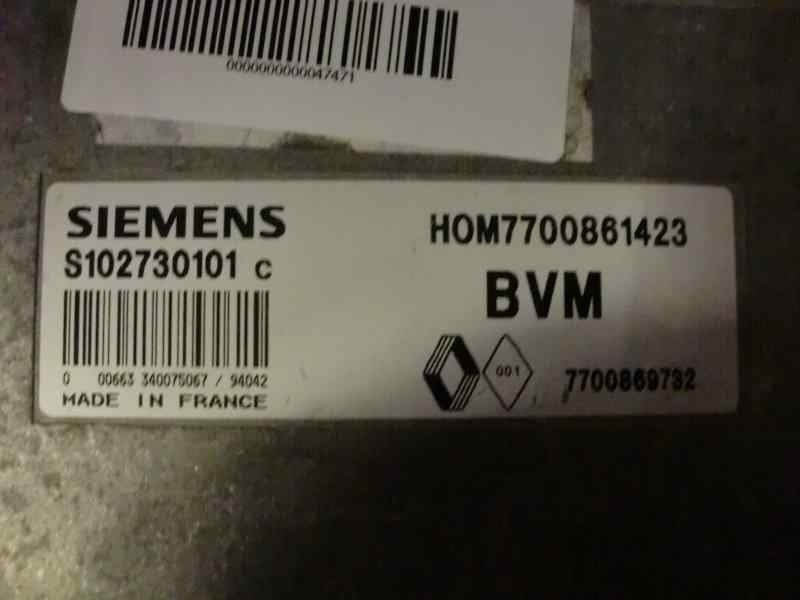 0000000000047471
SIEMENS
HOM7700861423
S102730101 C
BVM
001
0 00663 340075067 / 94042
7700869732
MADE IN FRANCE